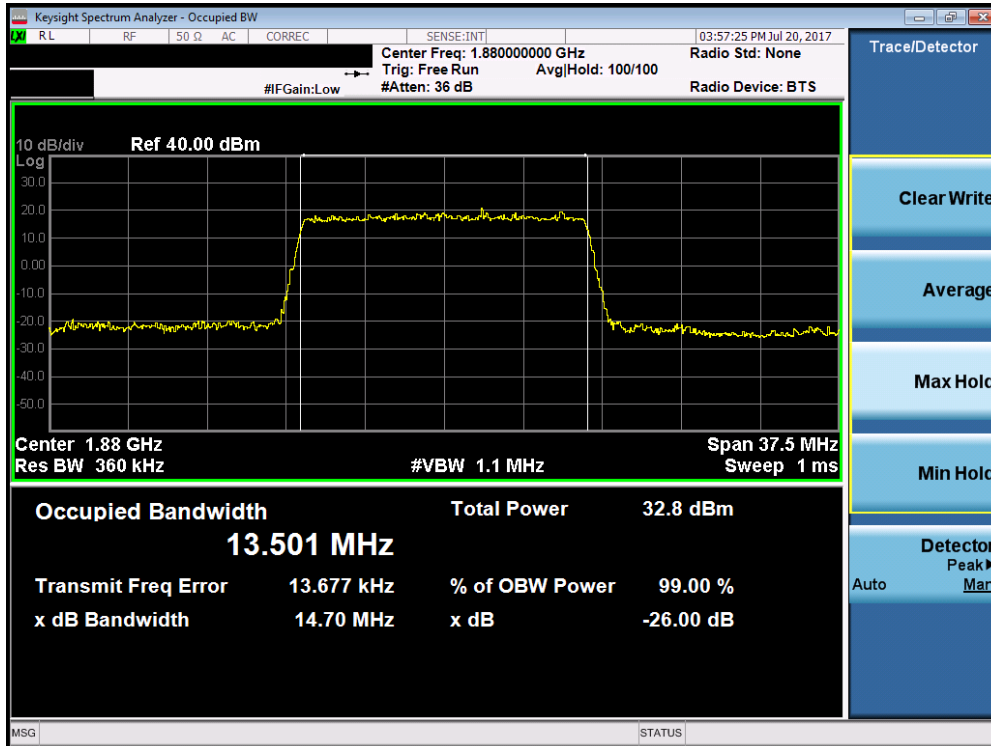 Keysight Spectrum Analyzer - Occupied BW
LXI RL RF 50 Ω AC CORREC SENSE:INT 03:57:25 PM Jul 20, 2017
Center Freq: 1.880000000 GHz Radio Std: None
Trig: Free Run Avg|Hold: 100/100
#IFGain:Low #Atten: 36 dB Radio Device: BTS
10 dB/div Ref 40.00 dBm
Log
30.0
20.0
10.0
0.00
-10.0
-20.0
-30.0
-40.0
-50.0
Center 1.88 GHz Span 37.5 MHz
Res BW 360 kHz #VBW 1.1 MHz Sweep 1 ms
Occupied Bandwidth Total Power 32.8 dBm
13.501 MHz
Transmit Freq Error 13.677 kHz % of OBW Power 99.00 %
x dB Bandwidth 14.70 MHz x dB -26.00 dB
MSG STATUS
Trace/Detector
Clear Write
Average
Max Hold
Min Hold
Detector
Peak▶
Auto Man